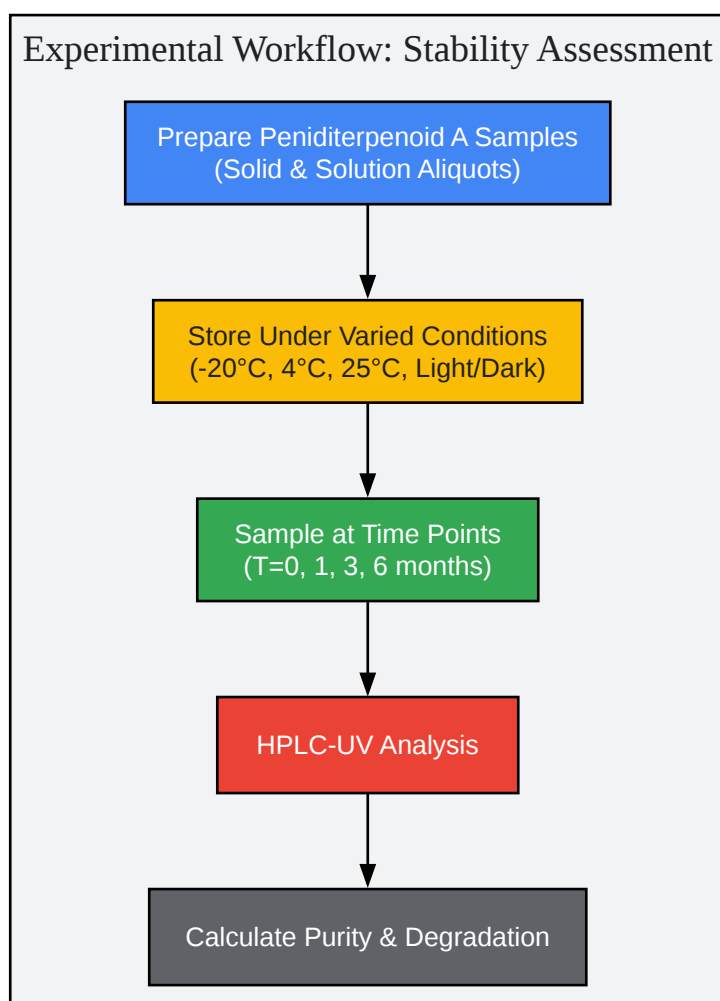 Experimental Workflow: Stability Assessment
Prepare Peniditerpenoid A Samples
(Solid & Solution Aliquots)
Store Under Varied Conditions
(-20°C, 4°C, 25°C, Light/Dark)
Sample at Time Points
(T=0, 1, 3, 6 months)
HPLC-UV Analysis
Calculate Purity & Degradation